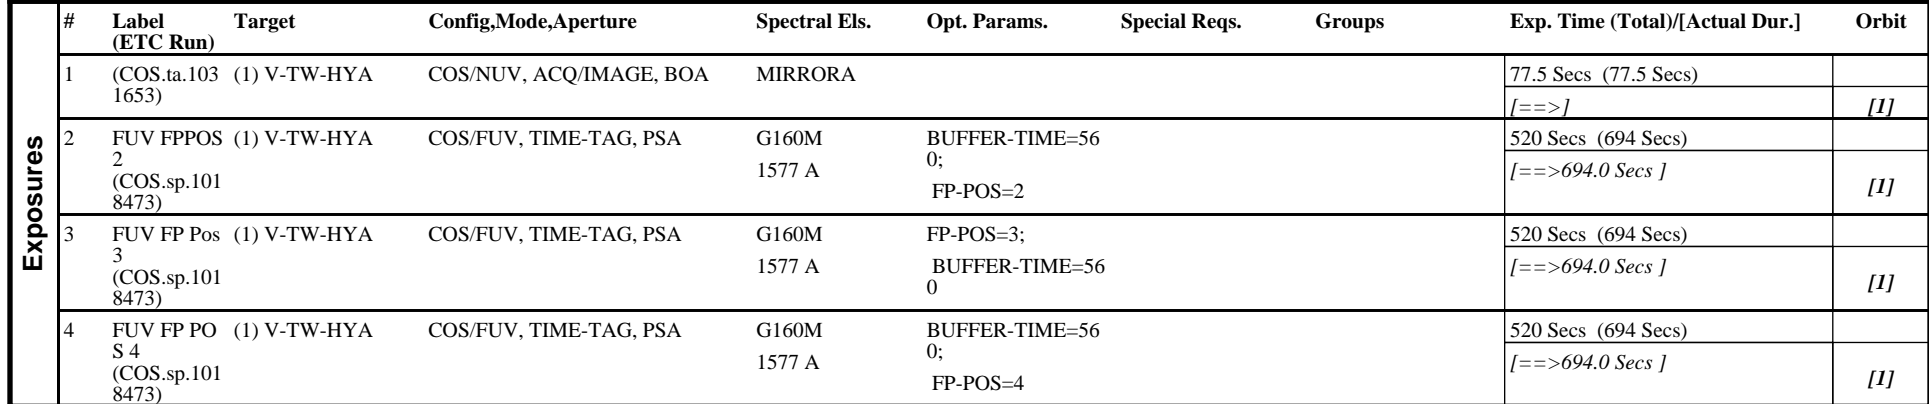 Exposures
# Label Target Config,Mode,Aperture Spectral Els. Opt. Params. Special Reqs. Groups Exp. Time (Total)/[Actual Dur.] Orbit
(ETC Run)
1 (COS.ta.103 (1) V-TW-HYA COS/NUV, ACQ/IMAGE, BOA MIRRORA 77.5 Secs (77.5 Secs)
1653)
[==>] [1]
2 FUV FPPOS (1) V-TW-HYA COS/FUV, TIME-TAG, PSA G160M BUFFER-TIME=56 520 Secs (694 Secs)
2 0;
1577 A [==>694.0 Secs ]
(COS.sp.101 FP-POS=2 [1]
8473)
3 FUV FP Pos (1) V-TW-HYA COS/FUV, TIME-TAG, PSA G160M FP-POS=3; 520 Secs (694 Secs)
3
1577 A BUFFER-TIME=56 [==>694.0 Secs ]
(COS.sp.101 0 [1]
8473)
4 FUV FP PO (1) V-TW-HYA COS/FUV, TIME-TAG, PSA G160M BUFFER-TIME=56 520 Secs (694 Secs)
S 4 0;
1577 A [==>694.0 Secs ]
(COS.sp.101 FP-POS=4 [1]
8473)